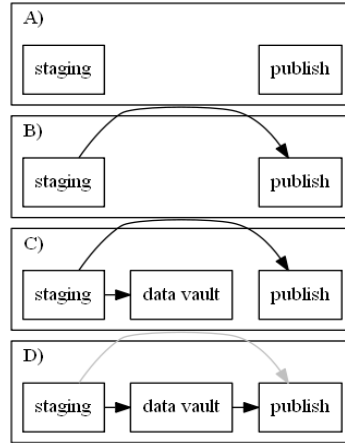 A)
staging publish
B)
staging publish
C)
staging data vault publish
D)
staging data vault publish